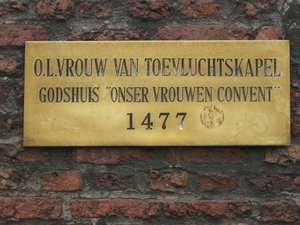 O.L.VROUW VAN TOEVLUCHTSKAPEL
GODSHUIS "ONSER VROUWEN CONVENT"
1477